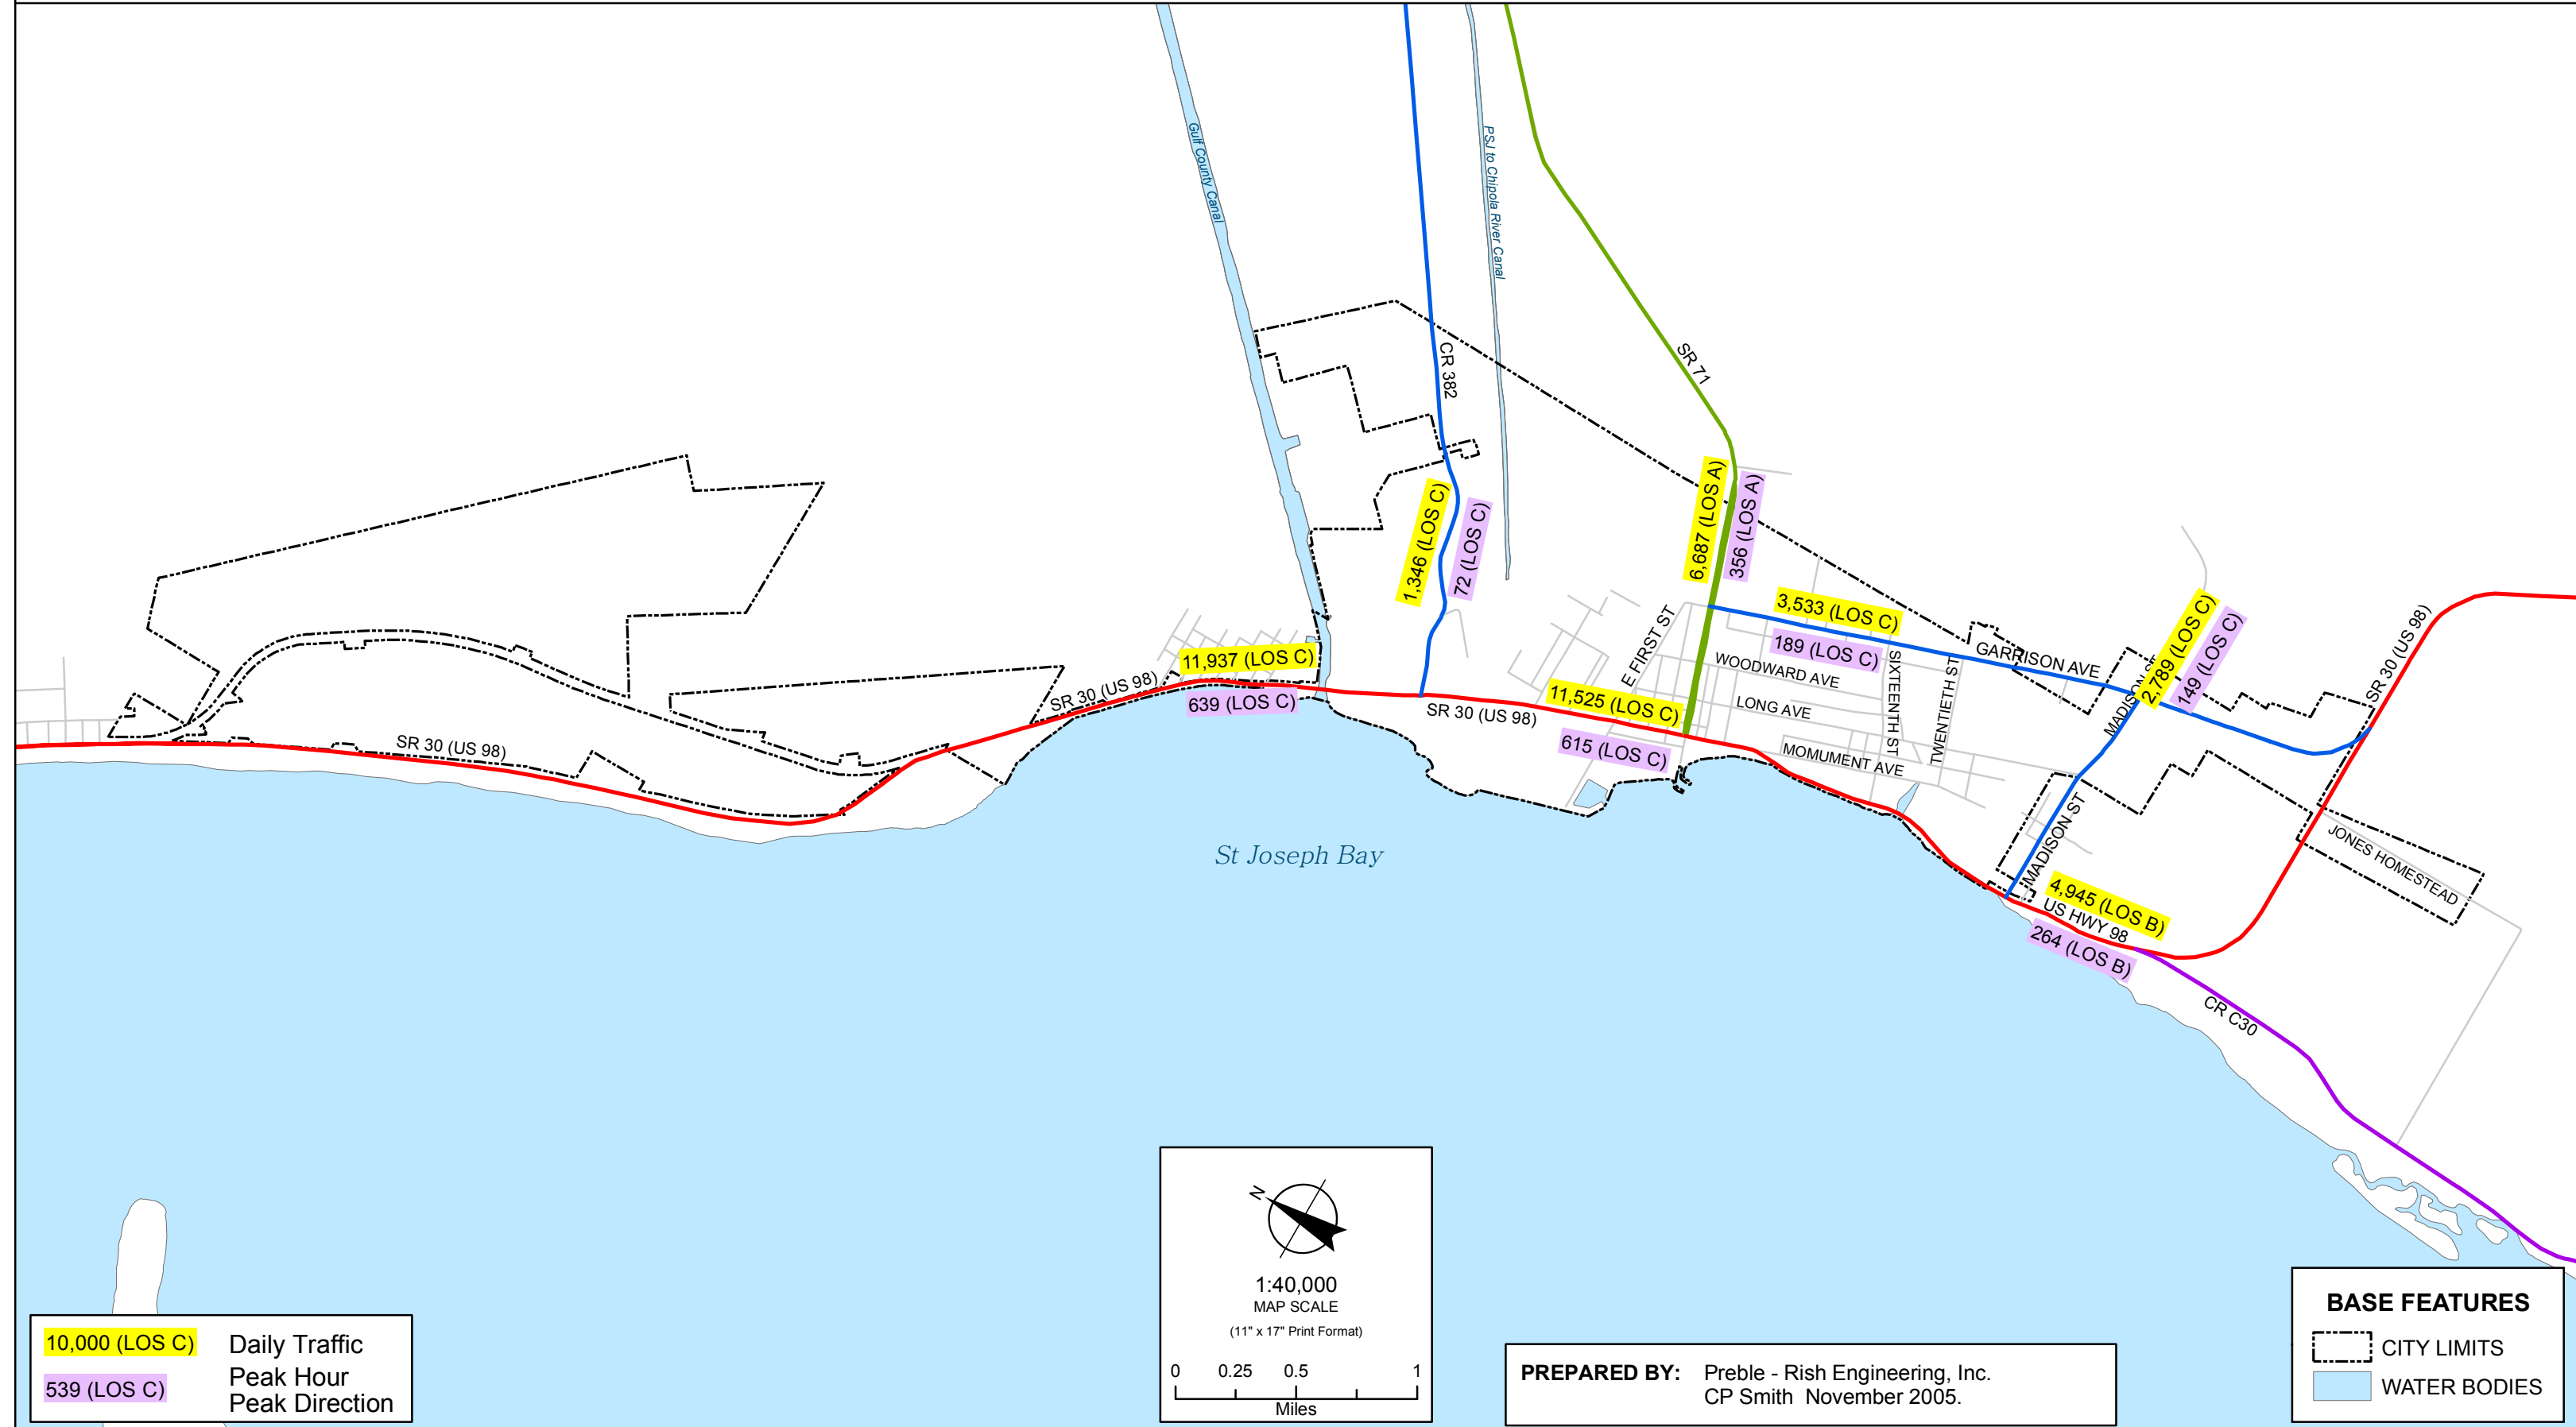 Gulf County Canal
PSJ to Chipola River Canal
CR 382
SR 71
1,346 (LOS C)
72 (LOS C)
6,687 (LOS A)
356 (LOS A)
3,533 (LOS C)
189 (LOS C)
2,789 (LOS C)
149 (LOS C)
E FIRST ST
GARRISON AVE
MADISON ST
SR 30 (US 98)
WOODWARD AVE
SIXTEENTH ST
TWENTIETH ST
11,937 (LOS C)
639 (LOS C)
SR 30 (US 98)
SR 30 (US 98)
SR 30 (US 98)
11,525 (LOS C)
615 (LOS C)
LONG AVE
MOMUMENT AVE
MADISON ST
JONES HOMESTEAD
4,945 (LOS B)
US HWY 98
264 (LOS B)
CR C30
St Joseph Bay
N
1:40,000
MAP SCALE
(11" x 17" Print Format)
0 0.25 0.5 1
Miles
10,000 (LOS C) Daily Traffic
539 (LOS C) Peak Hour
Peak Direction
PREPARED BY: Preble - Rish Engineering, Inc.
CP Smith November 2005.
BASE FEATURES
CITY LIMITS
WATER BODIES